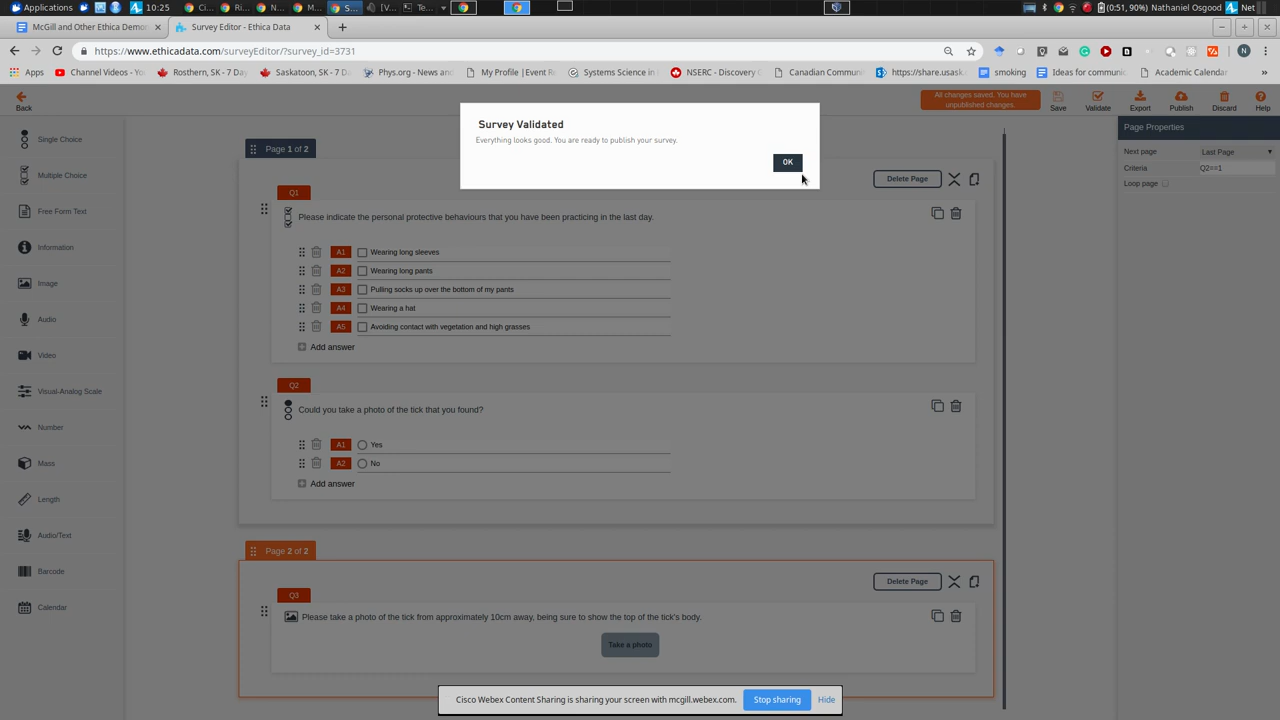 Applications
10:25
Ci...
Ri...
N...
M...
S...
[V...
Te...
(0:51, 90%)
Nathaniel Osgood
Net
McGill and Other Ethica Demon
Survey Editor - Ethica Data
https://www.ethicadata.com/surveyEditor/?survey_id=3731
N
Apps
Channel Videos - Yo
Rosthern, SK - 7 Day
Saskatoon, SK - 7 D
Phys.org - News and
My Profile | Event R
Systems Science in
NSERC - Discovery G
Canadian Commun
https://share.usask.
smoking
Ideas for communic
Academic Calendar
Back
All changes saved. You have
unpublished changes.
Save
Validate
Export
Publish
Discard
Help
Single Choice
Multiple Choice
Free Form Text
Information
Image
Audio
Video
Visual-Analog Scale
Number
Mass
Length
Audio/Text
Barcode
Calendar
Survey Validated
Everything looks good. You are ready to publish your survey.
OK
Page 1 of 2
Delete Page
Q1
Please indicate the personal protective behaviours that you have been practicing in the last day.
A1 Wearing long sleeves
A2 Wearing long pants
A3 Pulling socks up over the bottom of my pants
A4 Wearing a hat
A5 Avoiding contact with vegetation and high grasses
Add answer
Q2
Could you take a photo of the tick that you found?
A1 Yes
A2 No
Add answer
Page 2 of 2
Delete Page
Q3
Please take a photo of the tick from approximately 10cm away, being sure to show the top of the tick's body.
Take a photo
Page Properties
Next page Last Page
Criteria Q2==1
Loop page
Cisco Webex Content Sharing is sharing your screen with mcgill.webex.com.
Stop sharing
Hide